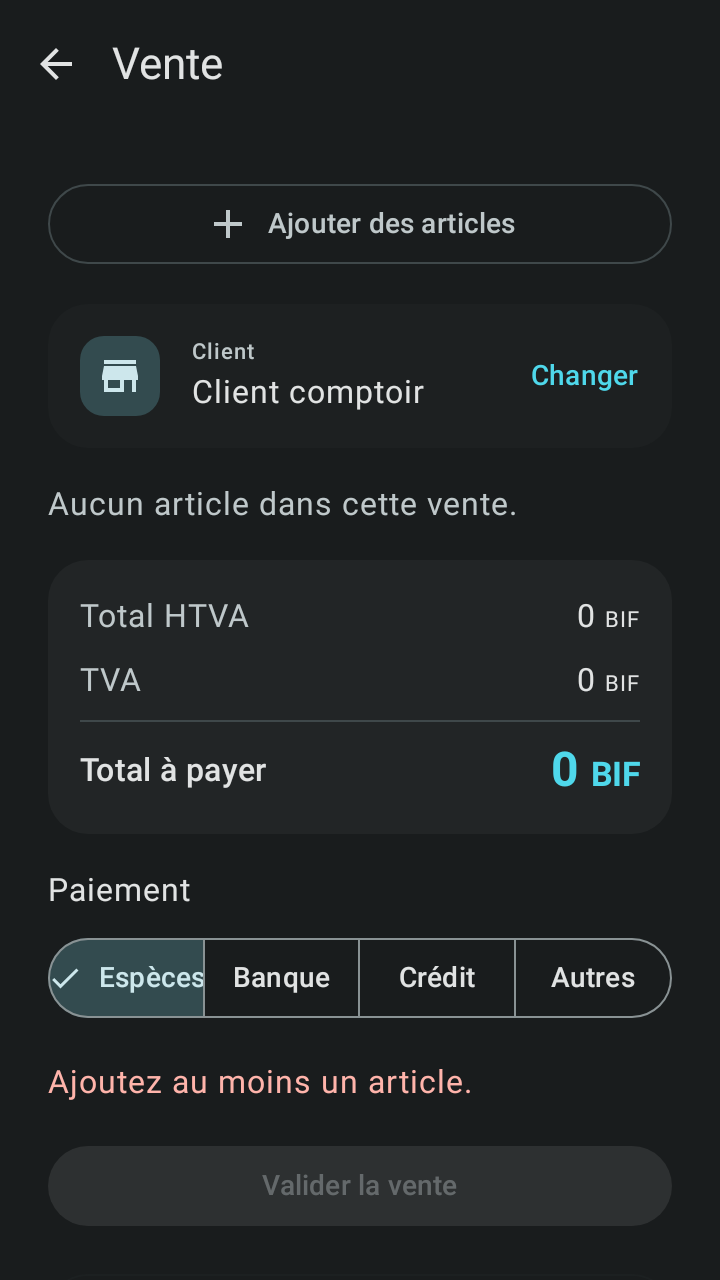 Vente
Ajouter des articles
Client
Client comptoir
Changer
Aucun article dans cette vente.
Total HTVA 0 BIF
TVA 0 BIF
Total à payer 0 BIF
Paiement
Espèces Banque Crédit Autres
Ajoutez au moins un article.
Valider la vente